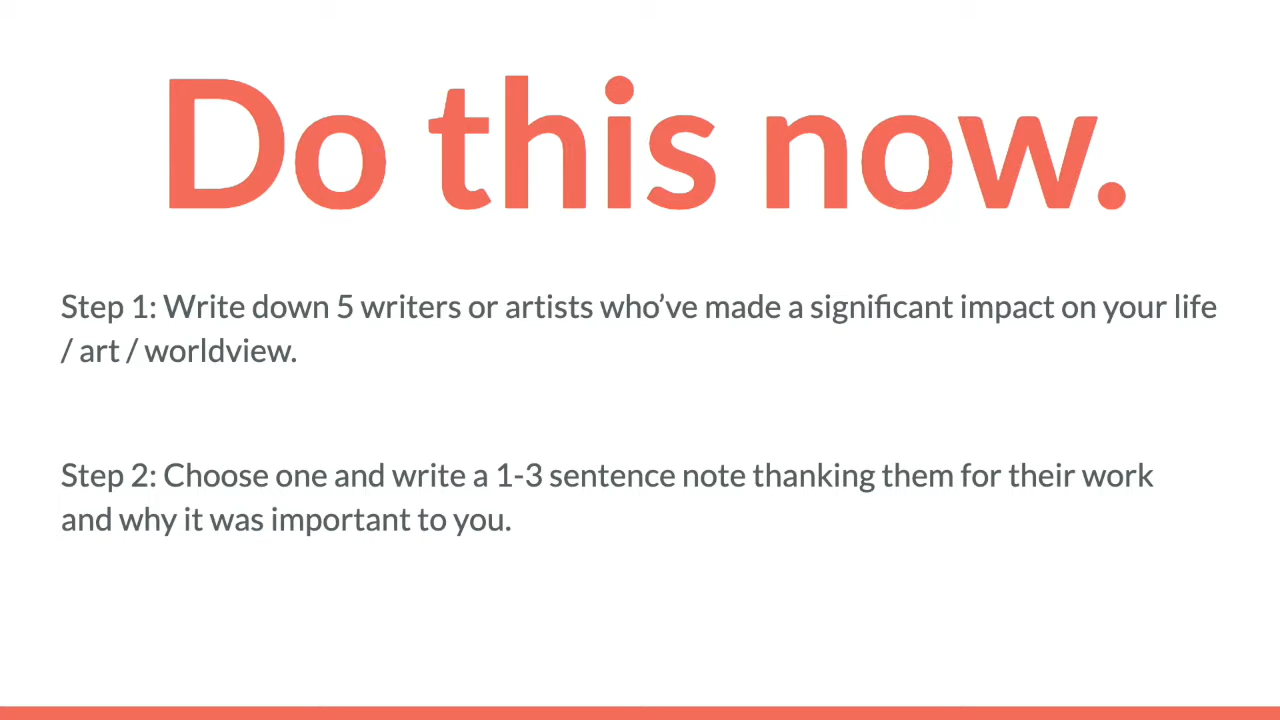 Do this now.
Step 1: Write down 5 writers or artists who’ve made a significant impact on your life
/ art / worldview.
Step 2: Choose one and write a 1-3 sentence note thanking them for their work
and why it was important to you.